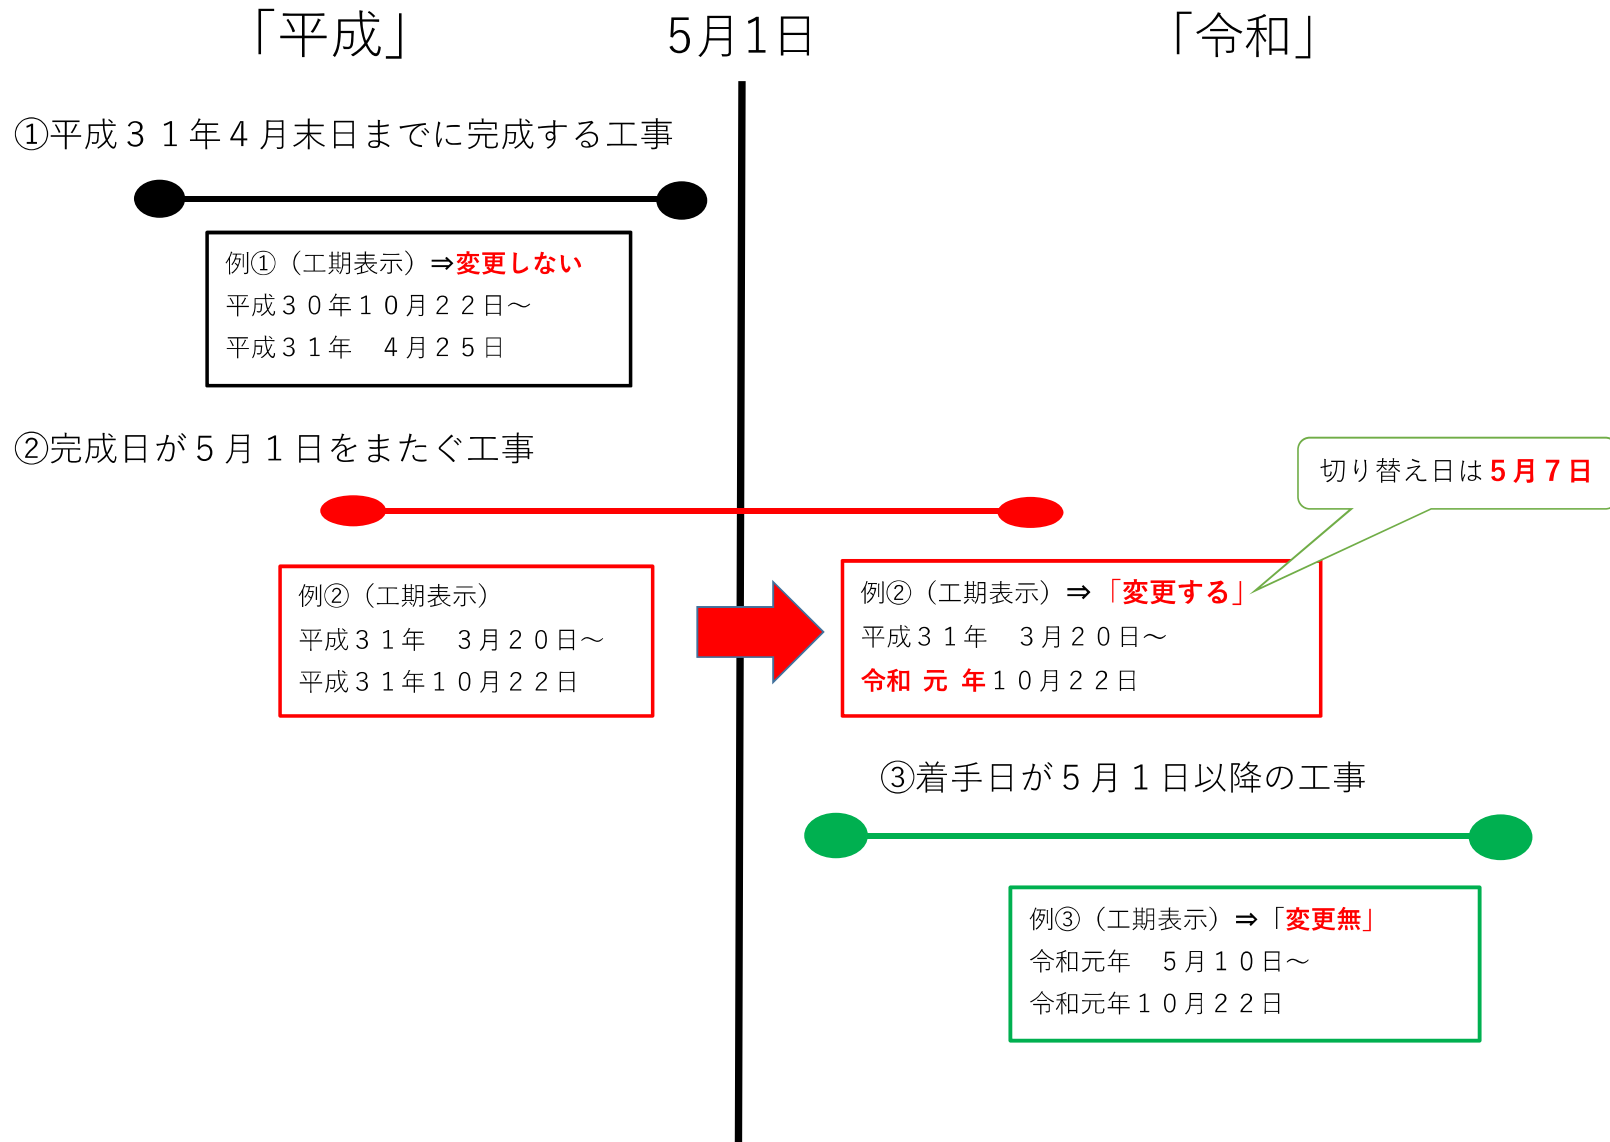 「平成」
5月1日
「令和」
①平成３１年４月末日までに完成する工事
例①（工期表示）⇒変更しない
平成３０年１０月２２日～
平成３１年　４月２５日
②完成日が５月１日をまたぐ工事
切り替え日は５月７日
例②（工期表示）
平成３１年　３月２０日～
平成３１年１０月２２日
例②（工期表示）⇒「変更する」
平成３１年　３月２０日～
令和 元 年１０月２２日
③着手日が５月１日以降の工事
例③（工期表示）⇒「変更無」
令和元年　５月１０日～
令和元年１０月２２日